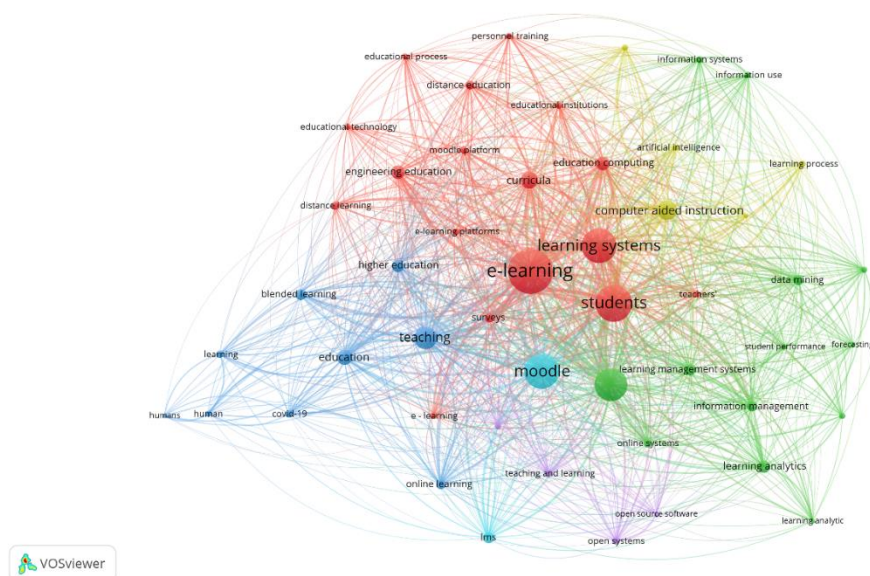 personnel training
educational process
information systems
information use
distance education
educational institutions
educational technology
moodle platform
artificial intelligence
education computing
learning process
engineering education
curricula
distance learning
computer aided instruction
e-learning platforms
learning systems
higher education
e-learning
data mining
blended learning
teachers'
students
surveys
teaching
student performance
forecasting
learning
education
moodle
learning management systems
information management
humans
human
covid-19
e - learning
online systems
teaching and learning
learning analytics
online learning
open source software
learning analytic
lms
open systems
VOSviewer